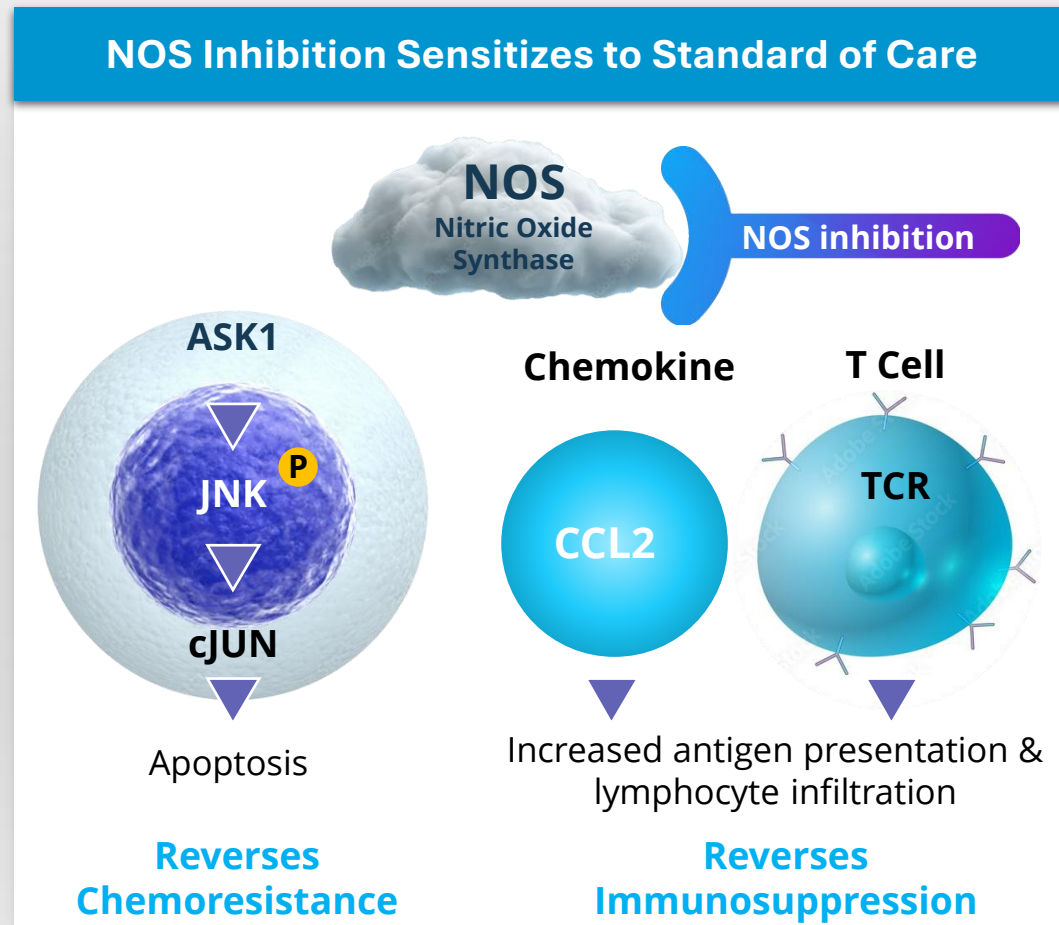 NOS Inhibition Sensitizes to Standard of Care
NOS
Nitric Oxide
Synthase
NOS inhibition
ASK1
JNK
P
cJUN
Apoptosis
Reverses
Chemoresistance
Chemokine
CCL2
T Cell
TCR
Increased antigen presentation &
lymphocyte infiltration
Reverses
Immunosuppression